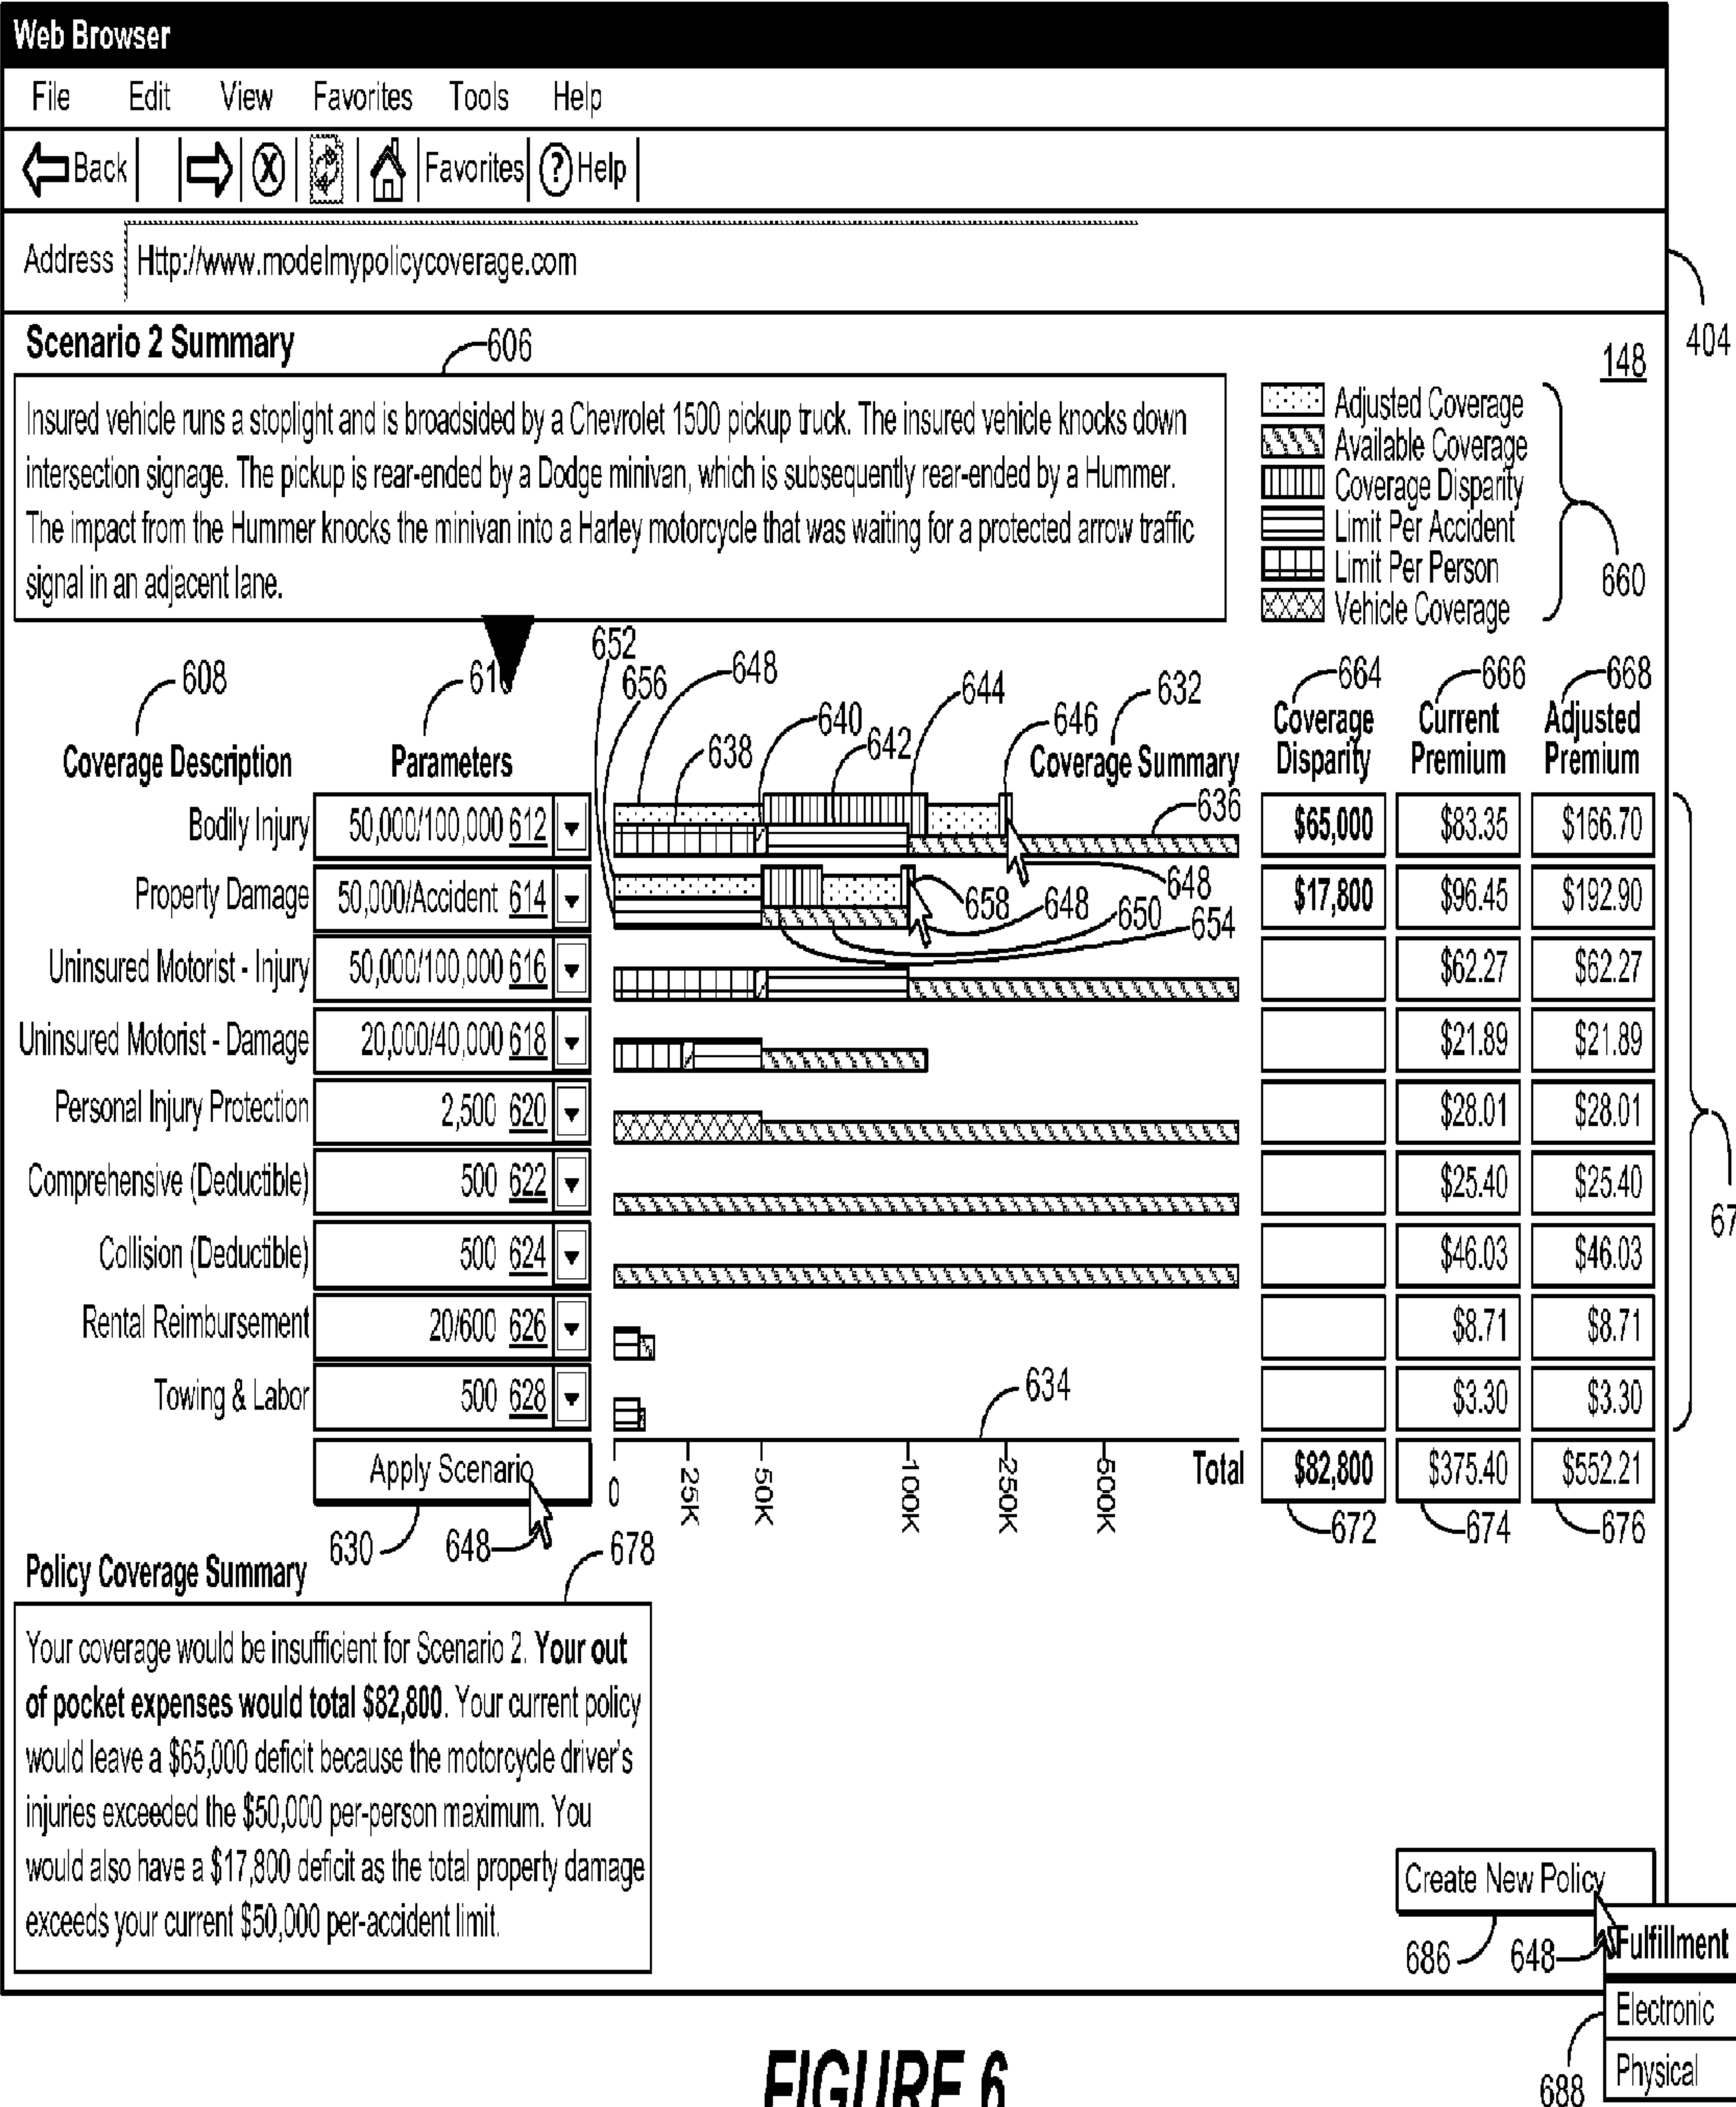 Web Browser
File Edit View Favorites Tools Help
Back Favorites Help
Address Http://www.modelmypolicycoverage.com
404
Scenario 2 Summary
606
148
Insured vehicle runs a stoplight and is broadsided by a Chevrolet 1500 pickup truck. The insured vehicle knocks down
intersection signage. The pickup is rear-ended by a Dodge minivan, which is subsequently rear-ended by a Hummer.
The impact from the Hummer knocks the minivan into a Harley motorcycle that was waiting for a protected arrow traffic
signal in an adjacent lane.
Adjusted Coverage
Available Coverage
Coverage Disparity
Limit Per Accident
Limit Per Person
Vehicle Coverage
660
608 652 656 648 638 640 642 644 646 632 664 666 668
Coverage Description Parameters Coverage Summary Coverage Disparity Current Premium Adjusted Premium
Bodily Injury 50,000/100,000 612 636 $65,000 $83.35 $166.70
648
Property Damage 50,000/Accident 614 658 648 650 654 $17,800 $96.45 $192.90
Uninsured Motorist - Injury 50,000/100,000 616 $62.27 $62.27
Uninsured Motorist - Damage 20,000/40,000 618 $21.89 $21.89
Personal Injury Protection 2,500 620 $28.01 $28.01
Comprehensive (Deductible) 500 622 $25.40 $25.40
Collision (Deductible) 500 624 $46.03 $46.03
Rental Reimbursement 20/600 626 $8.71 $8.71
Towing & Labor 500 628 634 $3.30 $3.30
Apply Scenario 0 25K 50K 100K 250K 500K Total $82,800 $375.40 $552.21
630 648 678 672 674 676
Policy Coverage Summary
Your coverage would be insufficient for Scenario 2. Your out
of pocket expenses would total $82,800. Your current policy
would leave a $65,000 deficit because the motorcycle driver's
injuries exceeded the $50,000 per-person maximum. You
would also have a $17,800 deficit as the total property damage
exceeds your current $50,000 per-accident limit.
Create New Policy
686 648 Fulfillment
Electronic
688 Physical
FIGURE 6